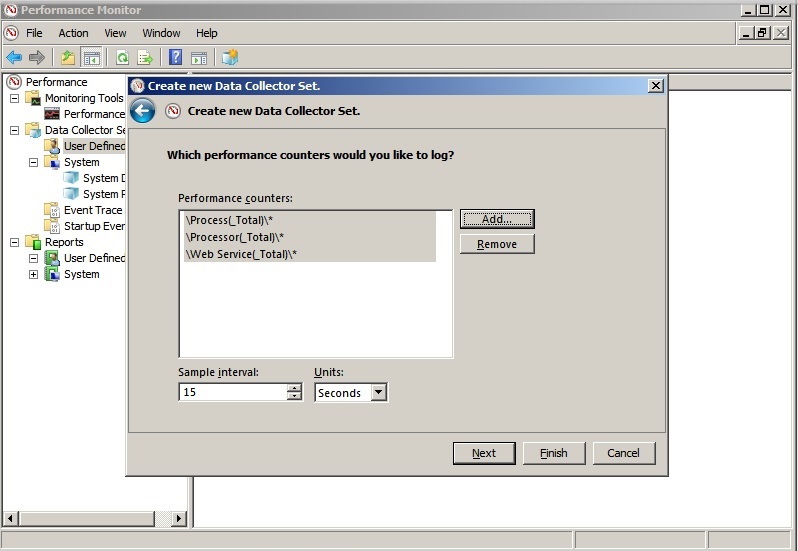 Performance Monitor
File Action View Window Help
Performance
Monitoring Tools
Performance
Data Collector Se
User Defined
System
System D
System P
Event Trace
Startup Even
Reports
User Defined
System
Create new Data Collector Set.
Create new Data Collector Set.
Which performance counters would you like to log?
Performance counters:
\Process(_Total)\*
\Processor(_Total)\*
\Web Service(_Total)\*
Add...
Remove
Sample interval: Units:
15 Seconds
Next Finish Cancel